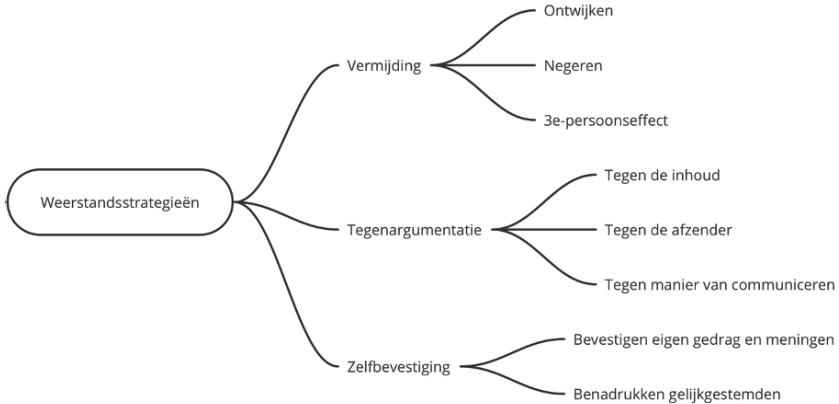 Weerstandsstrategieën
Vermijding
Ontwijken
Negeren
3e-persoonseffect
Tegenargumentatie
Tegen de inhoud
Tegen de afzender
Tegen manier van communiceren
Zelfbevestiging
Bevestigen eigen gedrag en meningen
Benadrukken gelijkgestemden